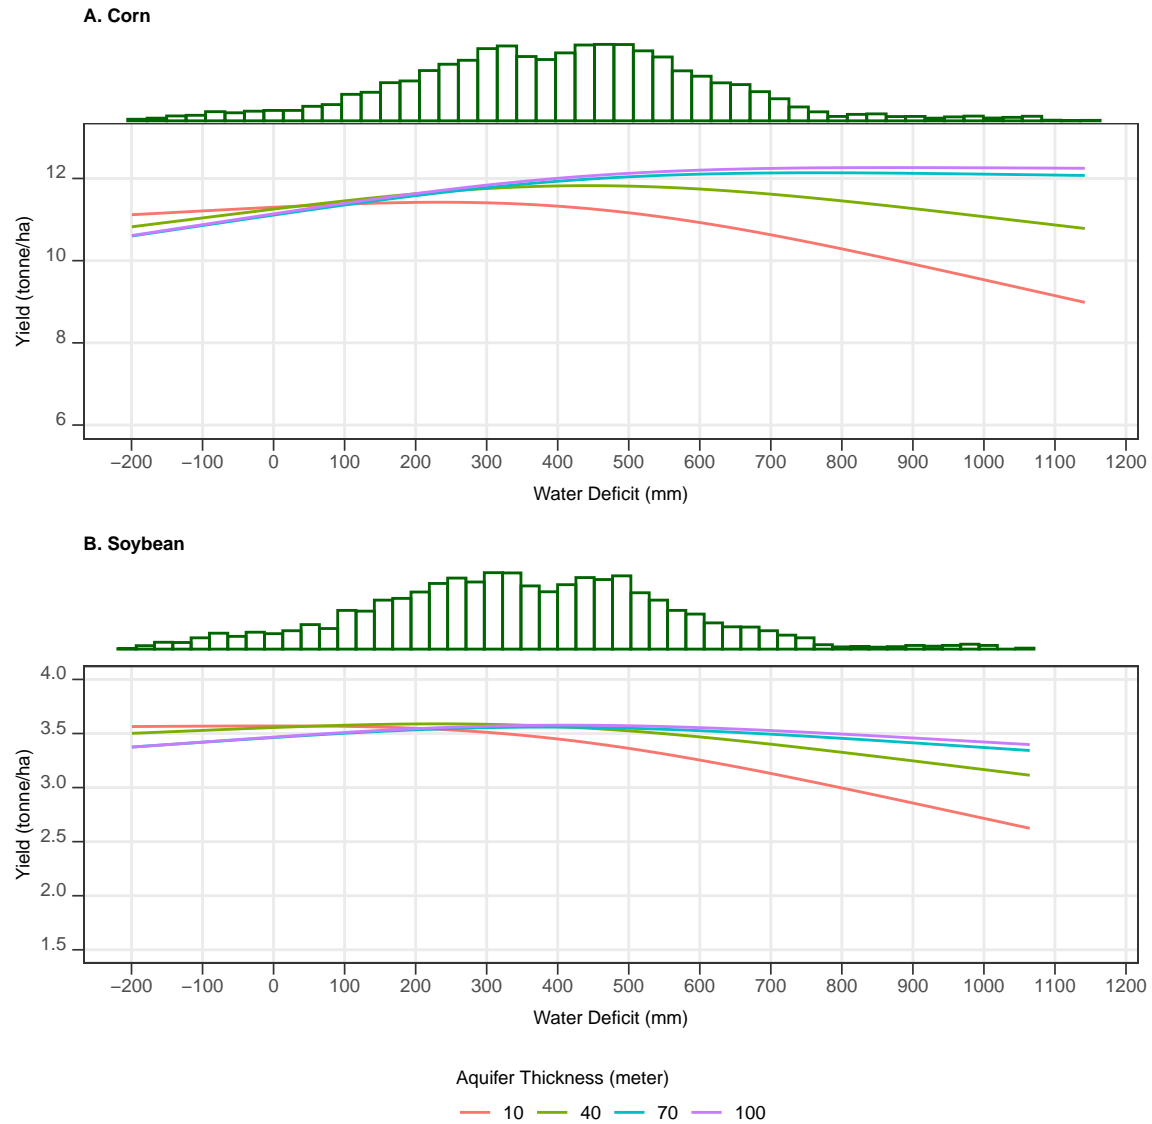 A. Corn
12
10
8
6
Yield (tonne/ha)
−200 −100 0 100 200 300 400 500 600 700 800 900 1000 1100 1200
Water Deficit (mm)
B. Soybean
4.0
3.5
3.0
2.5
2.0
1.5
Yield (tonne/ha)
−200 −100 0 100 200 300 400 500 600 700 800 900 1000 1100 1200
Water Deficit (mm)
Aquifer Thickness (meter)
10 40 70 100